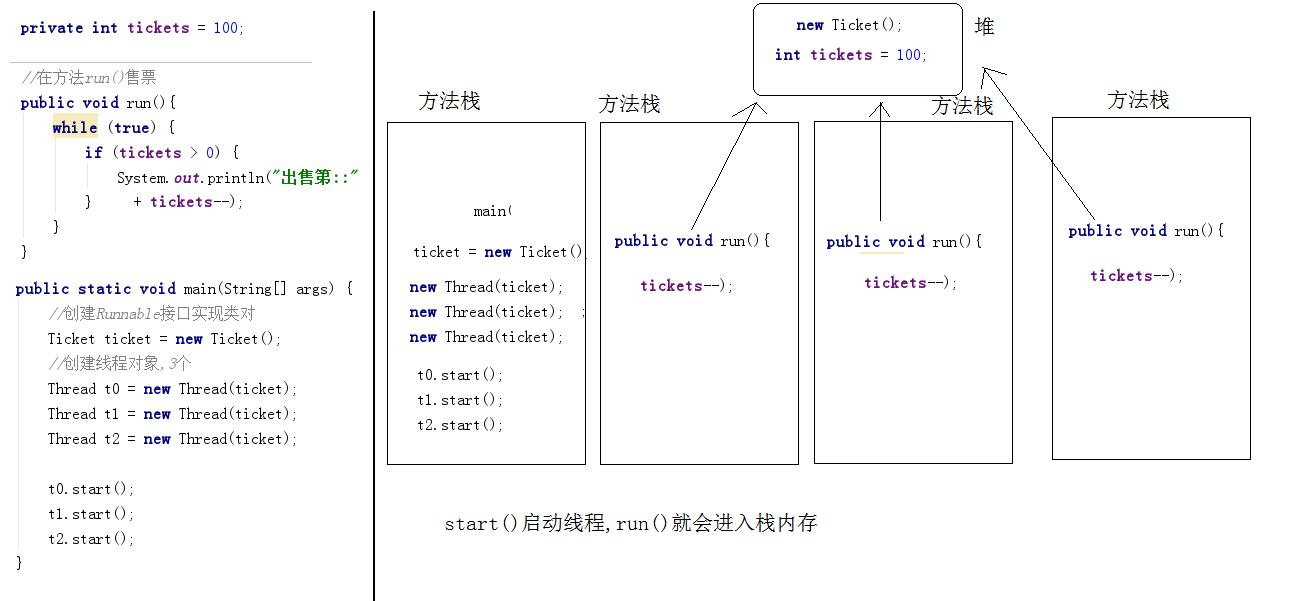 private int tickets = 100;
//在方法run()售票
public void run(){
while (true) {
if (tickets > 0) {
System.out.println("出售第::"
} + tickets--);
}
}
public static void main(String[] args) {
//创建Runnable接口实现类对
Ticket ticket = new Ticket();
//创建线程对象,3个
Thread t0 = new Thread(ticket);
Thread t1 = new Thread(ticket);
Thread t2 = new Thread(ticket);
t0.start();
t1.start();
t2.start();
}
new Ticket();
int tickets = 100;
堆
方法栈
main(
ticket = new Ticket()
new Thread(ticket);
new Thread(ticket); ;
new Thread(ticket);
t0.start();
t1.start();
t2.start();
方法栈
public void run(){
tickets--);
方法栈
public void run(){
tickets--);
方法栈
public void run(){
tickets--);
start()启动线程,run()就会进入栈内存